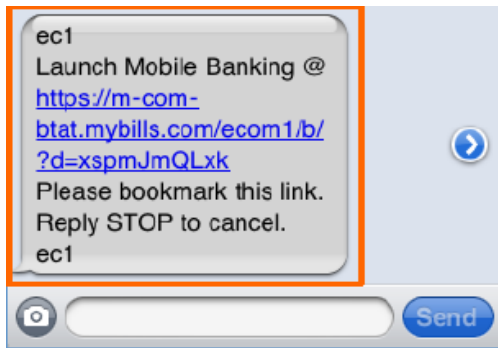 ec1
Launch Mobile Banking @
https://m-com-
btat.mybills.com/ecom1/b/
?d=xspmJmQLxk
Please bookmark this link.
Reply STOP to cancel.
ec1
Send